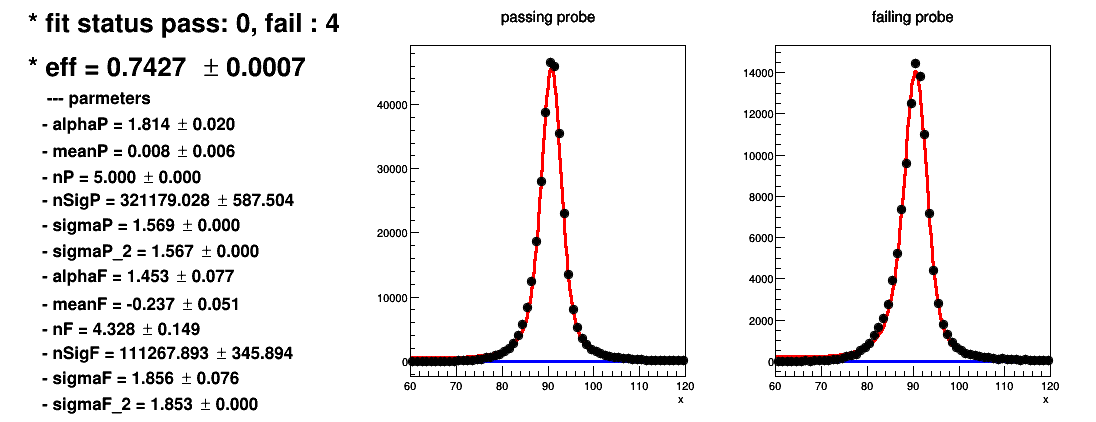 * fit status pass: 0, fail : 4
* eff = 0.7427 ± 0.0007
--- parmeters
- alphaP = 1.814 ± 0.020
- meanP = 0.008 ± 0.006
- nP = 5.000 ± 0.000
- nSigP = 321179.028 ± 587.504
- sigmaP = 1.569 ± 0.000
- sigmaP_2 = 1.567 ± 0.000
- alphaF = 1.453 ± 0.077
- meanF = -0.237 ± 0.051
- nF = 4.328 ± 0.149
- nSigF = 111267.893 ± 345.894
- sigmaF = 1.856 ± 0.076
- sigmaF_2 = 1.853 ± 0.000
passing probe
40000
30000
20000
10000
0
60 70 80 90 100 110 120
x
failing probe
14000
12000
10000
8000
6000
4000
2000
0
60 70 80 90 100 110 120
x